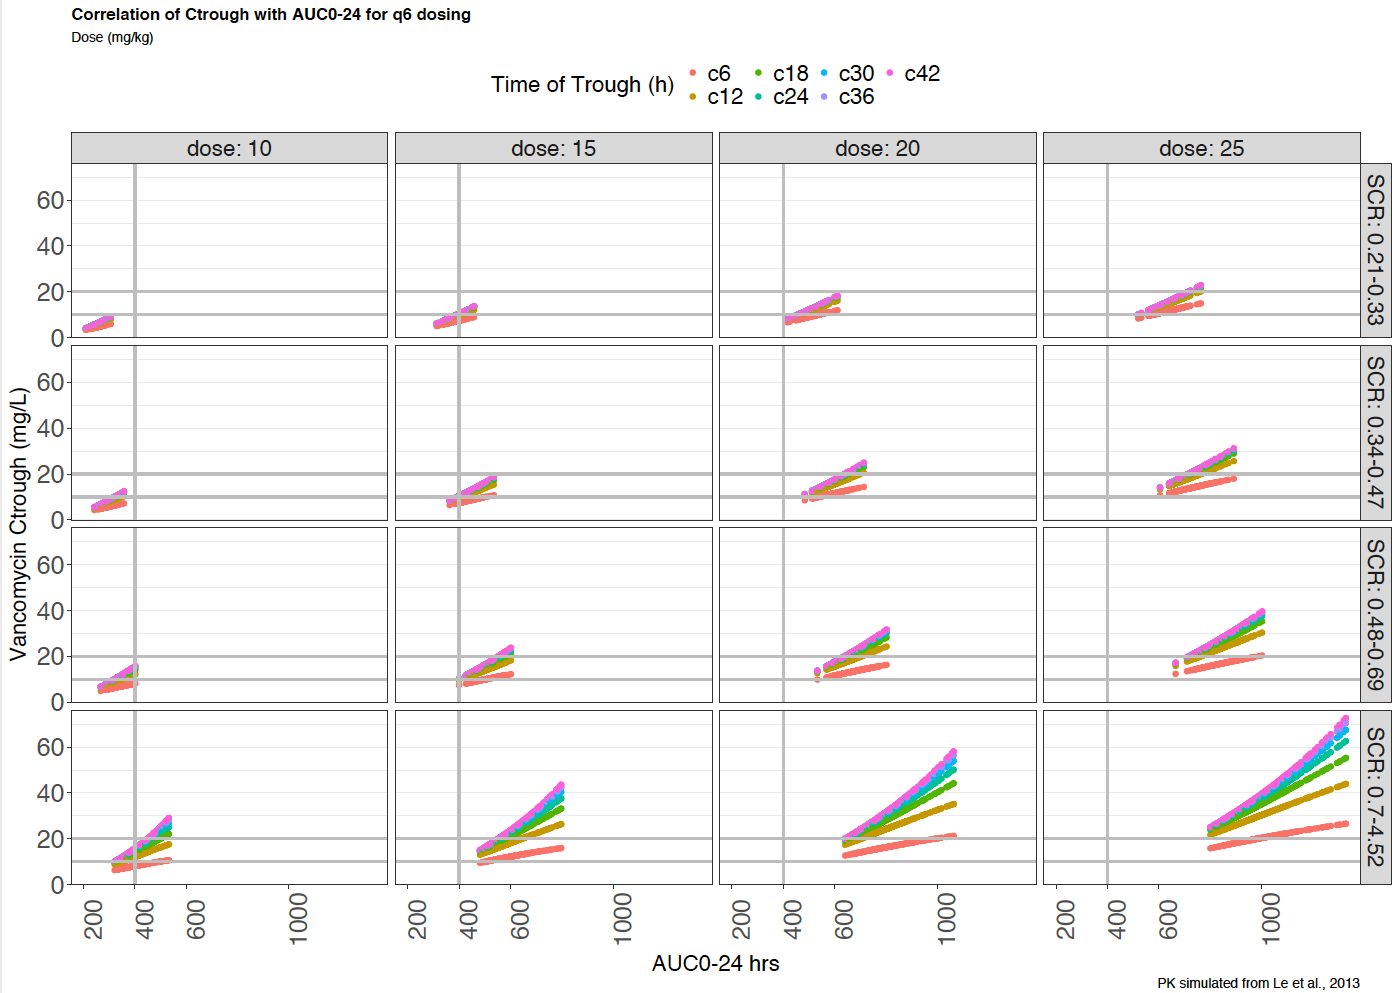 Correlation of Ctrough with AUC0-24 for q6 dosing
Dose (mg/kg)
Time of Trough (h) c6 c18 c30 c42
c12 c24 c36
dose: 10 dose: 15 dose: 20 dose: 25
SCR: 0.21-0.33
SCR: 0.34-0.47
SCR: 0.48-0.69
SCR: 0.7-4.52
Vancomycin Ctrough (mg/L)
60
40
20
0
60
40
20
0
60
40
20
0
60
40
20
0
200 400 600 1000 200 400 600 1000 200 400 600 1000 200 400 600 1000
AUC0-24 hrs
PK simulated from Le et al., 2013